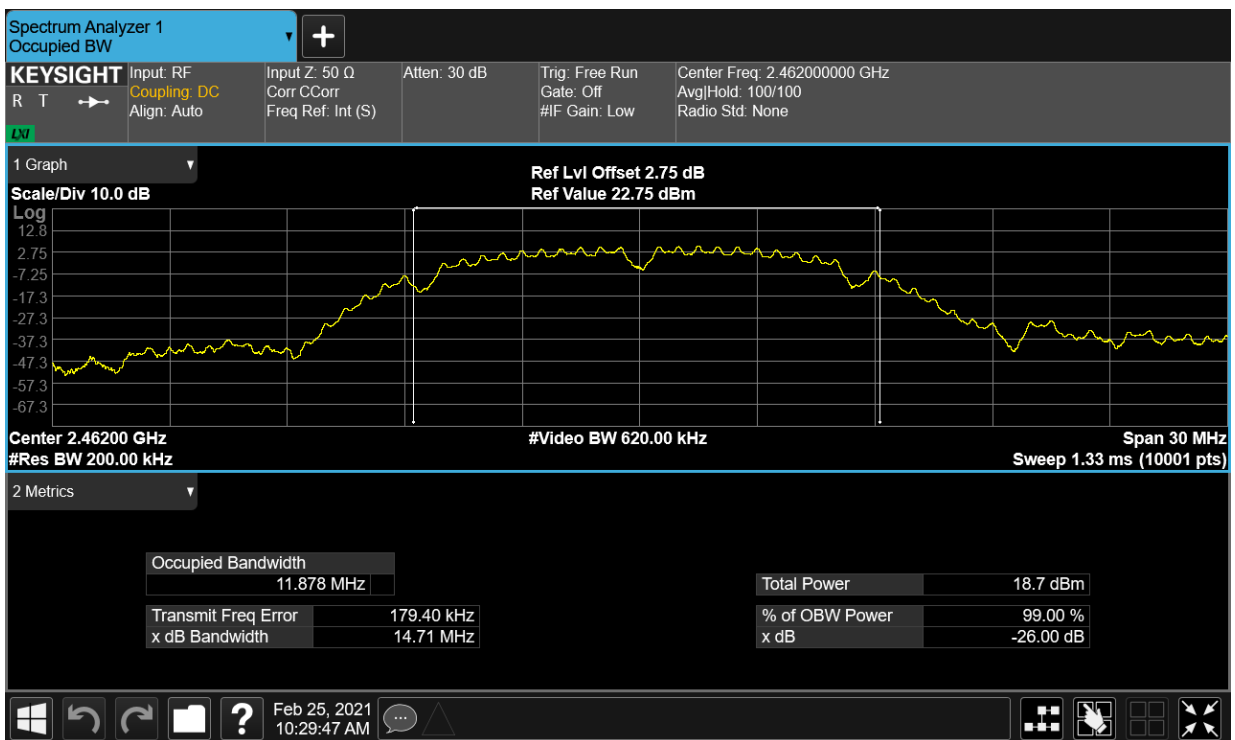 Spectrum Analyzer 1
Occupied BW
KEYSIGHT
R T
LXI
Input: RF
Coupling: DC
Align: Auto
Input Z: 50 Ω
Corr CCorr
Freq Ref: Int (S)
Atten: 30 dB
Trig: Free Run
Gate: Off
#IF Gain: Low
Center Freq: 2.462000000 GHz
Avg|Hold: 100/100
Radio Std: None
1 Graph
Scale/Div 10.0 dB
Ref Lvl Offset 2.75 dB
Ref Value 22.75 dBm
Log
12.8
2.75
-7.25
-17.3
-27.3
-37.3
-47.3
-57.3
-67.3
Center 2.46200 GHz
#Res BW 200.00 kHz
#Video BW 620.00 kHz
Span 30 MHz
Sweep 1.33 ms (10001 pts)
2 Metrics
Occupied Bandwidth
11.878 MHz
Transmit Freq Error 179.40 kHz
x dB Bandwidth 14.71 MHz
Total Power 18.7 dBm
% of OBW Power 99.00 %
x dB -26.00 dB
?
Feb 25, 2021
10:29:47 AM